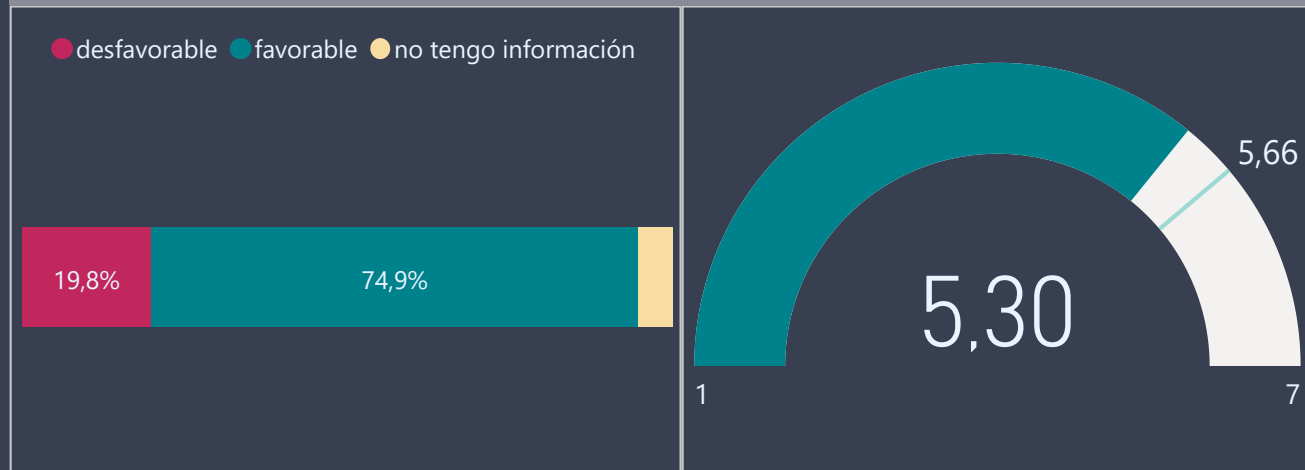 desfavorable favorable no tengo información
19,8% 74,9%
5,66
5,30
1 7